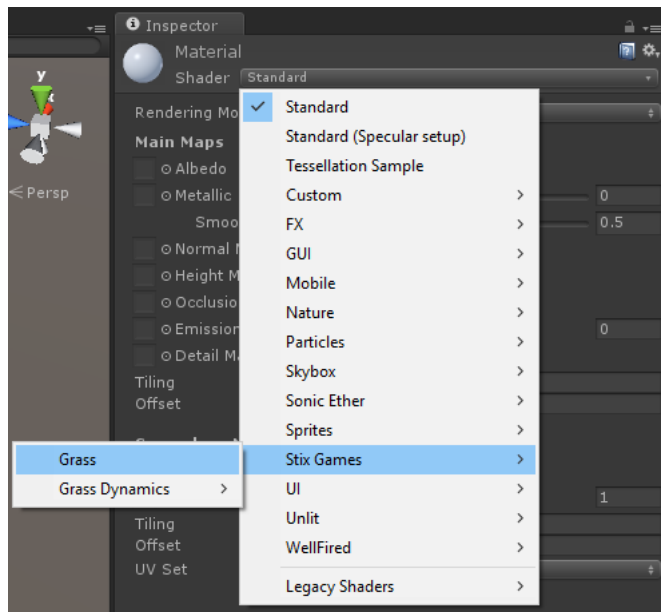 Inspector
Material
Shader Standard
y
Persp
Rendering Mo
Main Maps
Albedo
Metallic 0
Smoo 0.5
Normal M
Height M
Occlusio
Emission 0
Detail Ma
Tiling
Offset
1
Tiling
Offset
UV Set
Standard
Standard (Specular setup)
Tessellation Sample
Custom
FX
GUI
Mobile
Nature
Particles
Skybox
Sonic Ether
Sprites
Stix Games
UI
Unlit
WellFired
Legacy Shaders
Grass
Grass Dynamics